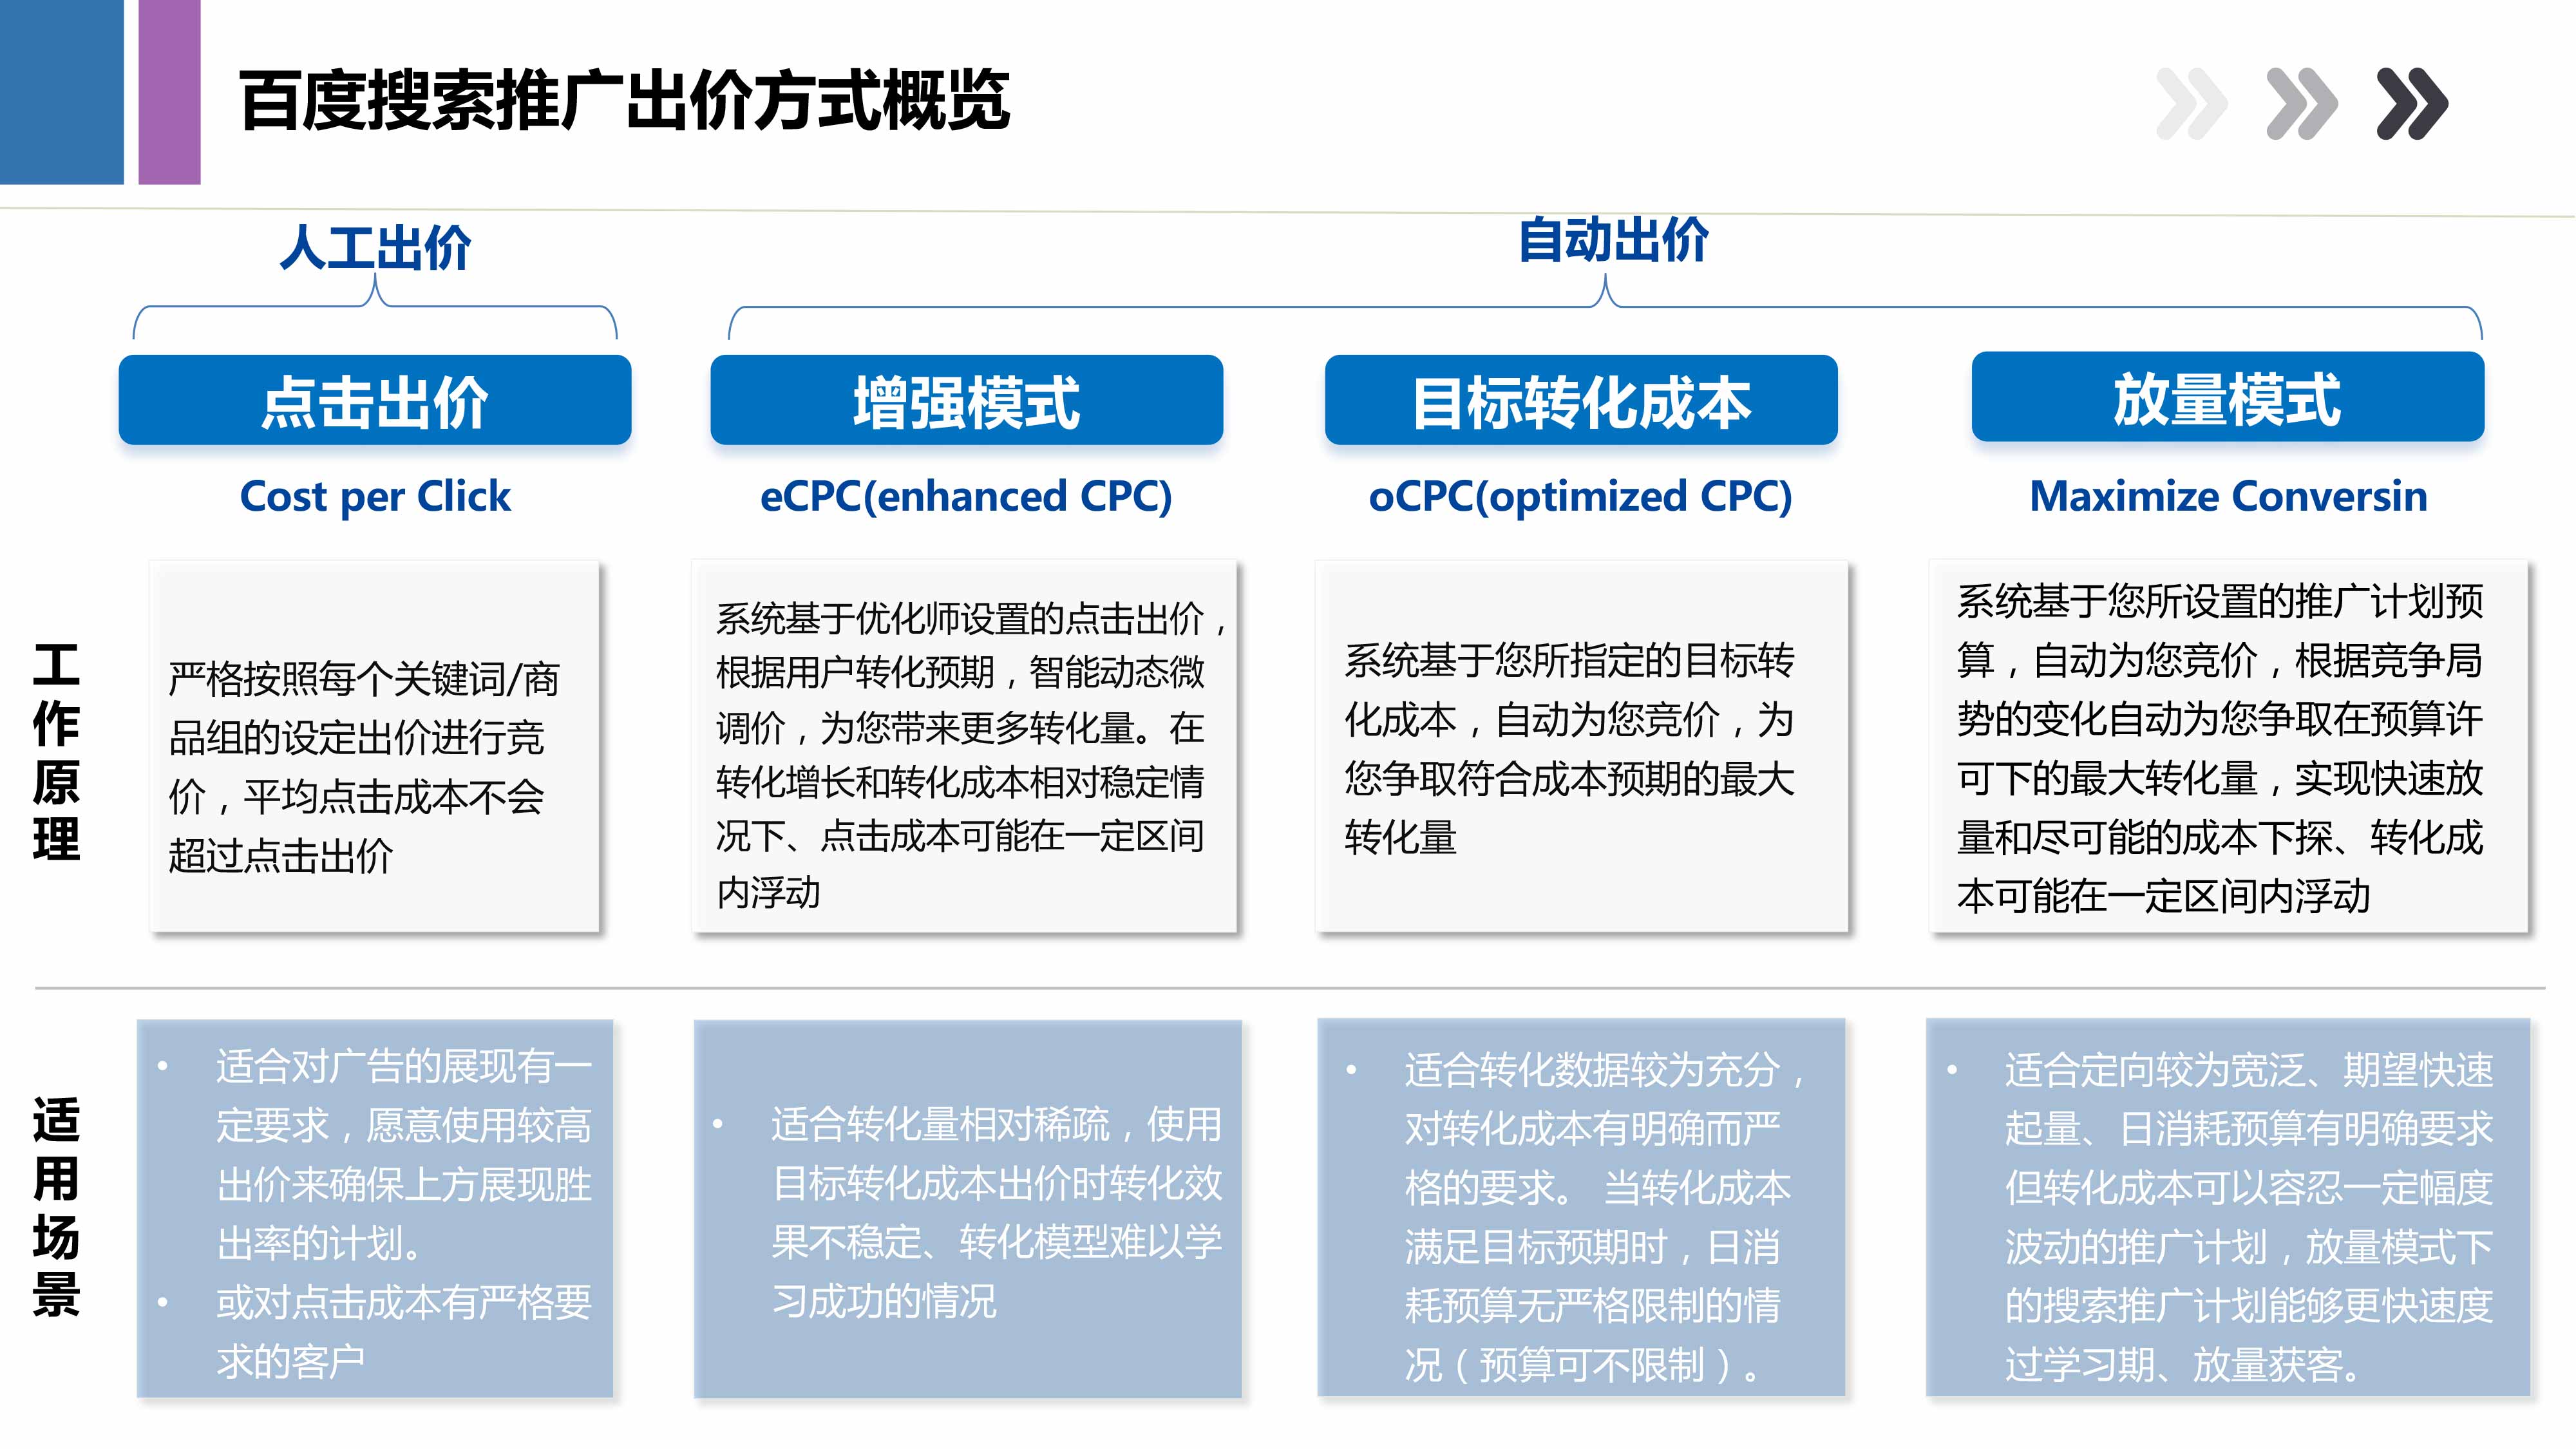 百度搜索推广出价方式概览
人工出价
自动出价
点击出价
增强模式
目标转化成本
放量模式
Cost per Click
eCPC(enhanced CPC)
oCPC(optimized CPC)
Maximize Conversin
工作原理
严格按照每个关键词/商
品组的设定出价进行竞
价，平均点击成本不会
超过点击出价
系统基于优化师设置的点击出价，
根据用户转化预期，智能动态微
调价，为您带来更多转化量。在
转化增长和转化成本相对稳定情
况下、点击成本可能在一定区间
内浮动
系统基于您所指定的目标转
化成本，自动为您竞价，为
您争取符合成本预期的最大
转化量
系统基于您所设置的推广计划预
算，自动为您竞价，根据竞争局
势的变化自动为您争取在预算许
可下的最大转化量，实现快速放
量和尽可能的成本下探、转化成
本可能在一定区间内浮动
适用场景
• 适合对广告的展现有一
定要求，愿意使用较高
出价来确保上方展现胜
出率的计划。
• 或对点击成本有严格要
求的客户
• 适合转化量相对稀疏，使用
目标转化成本出价时转化效
果不稳定、转化模型难以学
习成功的情况
• 适合转化数据较为充分，
对转化成本有明确而严
格的要求。 当转化成本
满足目标预期时，日消
耗预算无严格限制的情
况（预算可不限制）。
• 适合定向较为宽泛、期望快速
起量、日消耗预算有明确要求
但转化成本可以容忍一定幅度
波动的推广计划，放量模式下
的搜索推广计划能够更快速度
过学习期、放量获客。